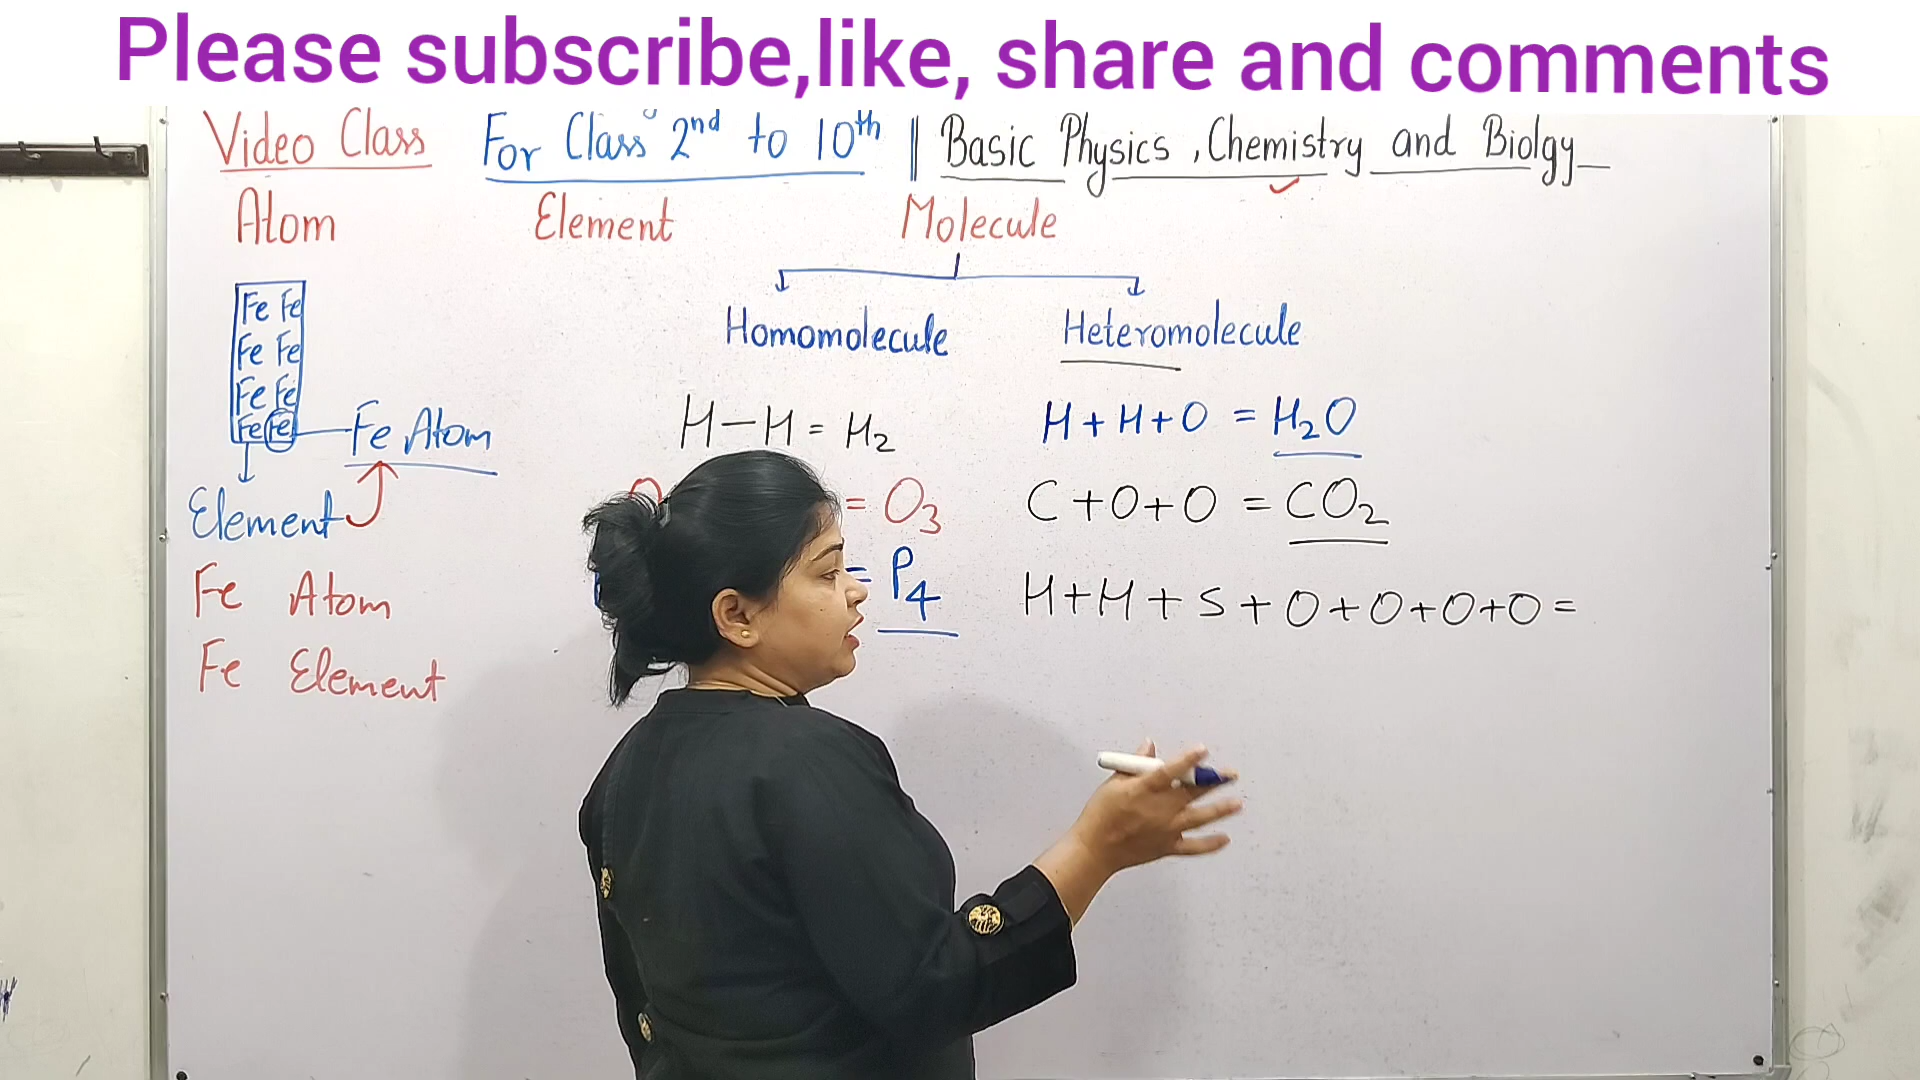 Please subscribe,like, share and comments
Video Class For Class 2nd to 10th || Basic Physics, Chemistry and Biolgy
Atom Element Molecule
Homomolecule Heteromolecule
Fe Fe
Fe Fe
Fe Fe
Fe Fe Fe Atom
Element
Fe Atom
Fe Element
H-H = H2
= O3
= P4
H+H+O = H2O
C+O+O = CO2
H+H+S+O+O+O+O=